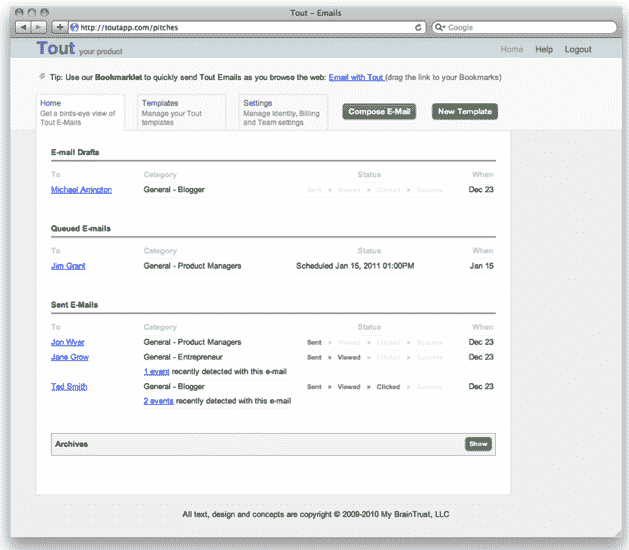 Tout – Emails
http://toutapp.com/pitches
Google
Tout your product
Home Help Logout
Tip: Use our Bookmarklet to quickly send Tout Emails as you browse the web: Email with Tout (drag the link to your Bookmarks)
Home
Get a birds-eye view of
Tout E-Mails
Templates
Manage your Tout
templates
Settings
Manage Identity, Billing
and Team settings
Compose E-Mail
New Template
E-mail Drafts
To Category Status When
Michael Arrington General - Blogger Sent » Viewed » Clicked » Success Dec 23
Queued E-mails
To Category Status When
Jim Grant General - Product Managers Scheduled Jan 15, 2011 01:00PM Jan 15
Sent E-Mails
To Category Status When
Jon Wyer General - Product Managers Sent » Viewed » Clicked » Success Dec 23
Jane Grow General - Entrepreneur Sent » Viewed » Clicked » Success Dec 23
1 event recently detected with this e-mail
Ted Smith General - Blogger Sent » Viewed » Clicked » Success Dec 23
2 events recently detected with this e-mail
Archives Show
All text, design and concepts are copyright © 2009-2010 My BrainTrust, LLC